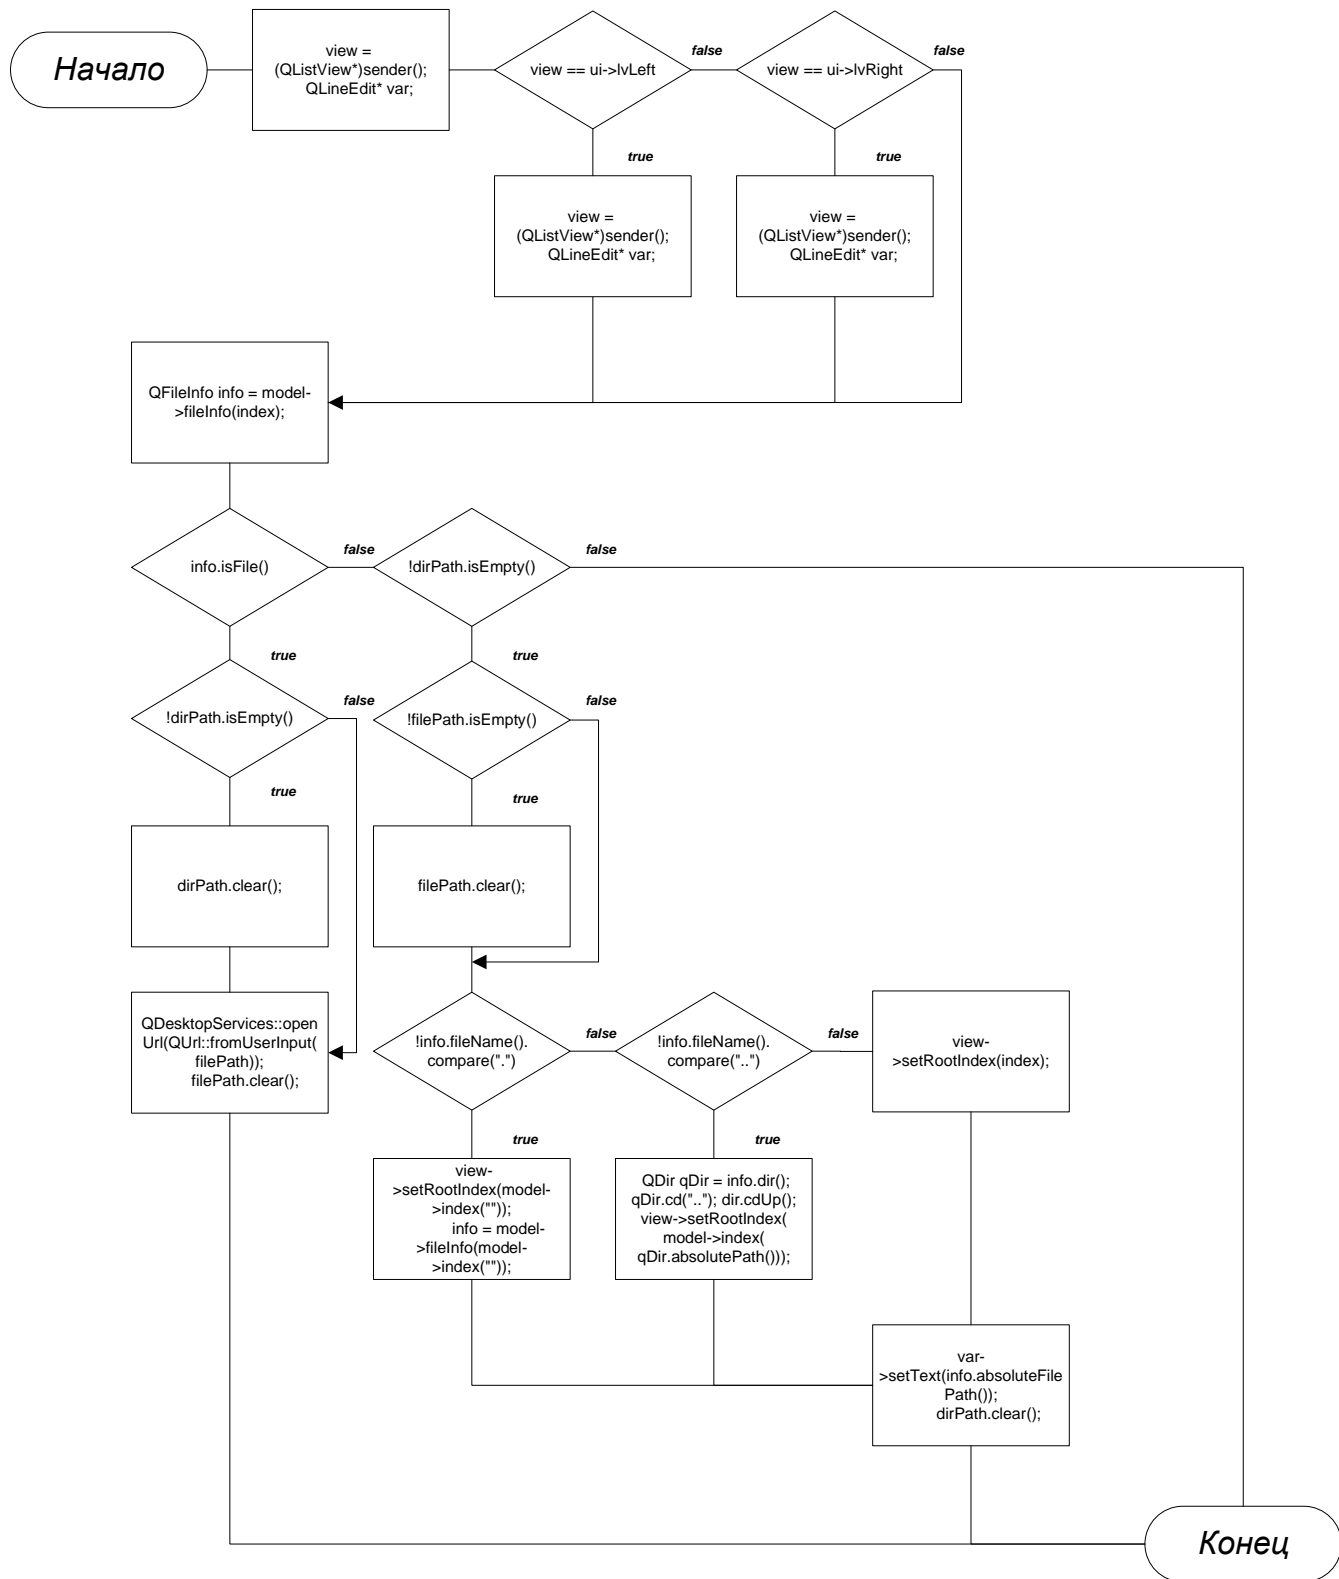 Начало
view =
(QListView*)sender();
QLineEdit* var;
view == ui->lvLeft
false
view == ui->lvRight
false
true
true
view =
(QListView*)sender();
QLineEdit* var;
view =
(QListView*)sender();
QLineEdit* var;
QFileInfo info = model-
>fileInfo(index);
info.isFile()
false
!dirPath.isEmpty()
false
true
true
!dirPath.isEmpty()
false
!filePath.isEmpty()
false
true
true
dirPath.clear();
filePath.clear();
QDesktopServices::open
Url(QUrl::fromUserInput(
filePath));
filePath.clear();
!info.fileName().
compare(".")
false
!info.fileName().
compare("..")
false
view-
>setRootIndex(index);
true
true
view-
>setRootIndex(model-
>index(""));
info = model-
>fileInfo(model-
>index(""));
QDir qDir = info.dir();
qDir.cd(".."); dir.cdUp();
view->setRootIndex(
model->index(
qDir.absolutePath()));
var-
>setText(info.absoluteFile
Path());
dirPath.clear();
Конец